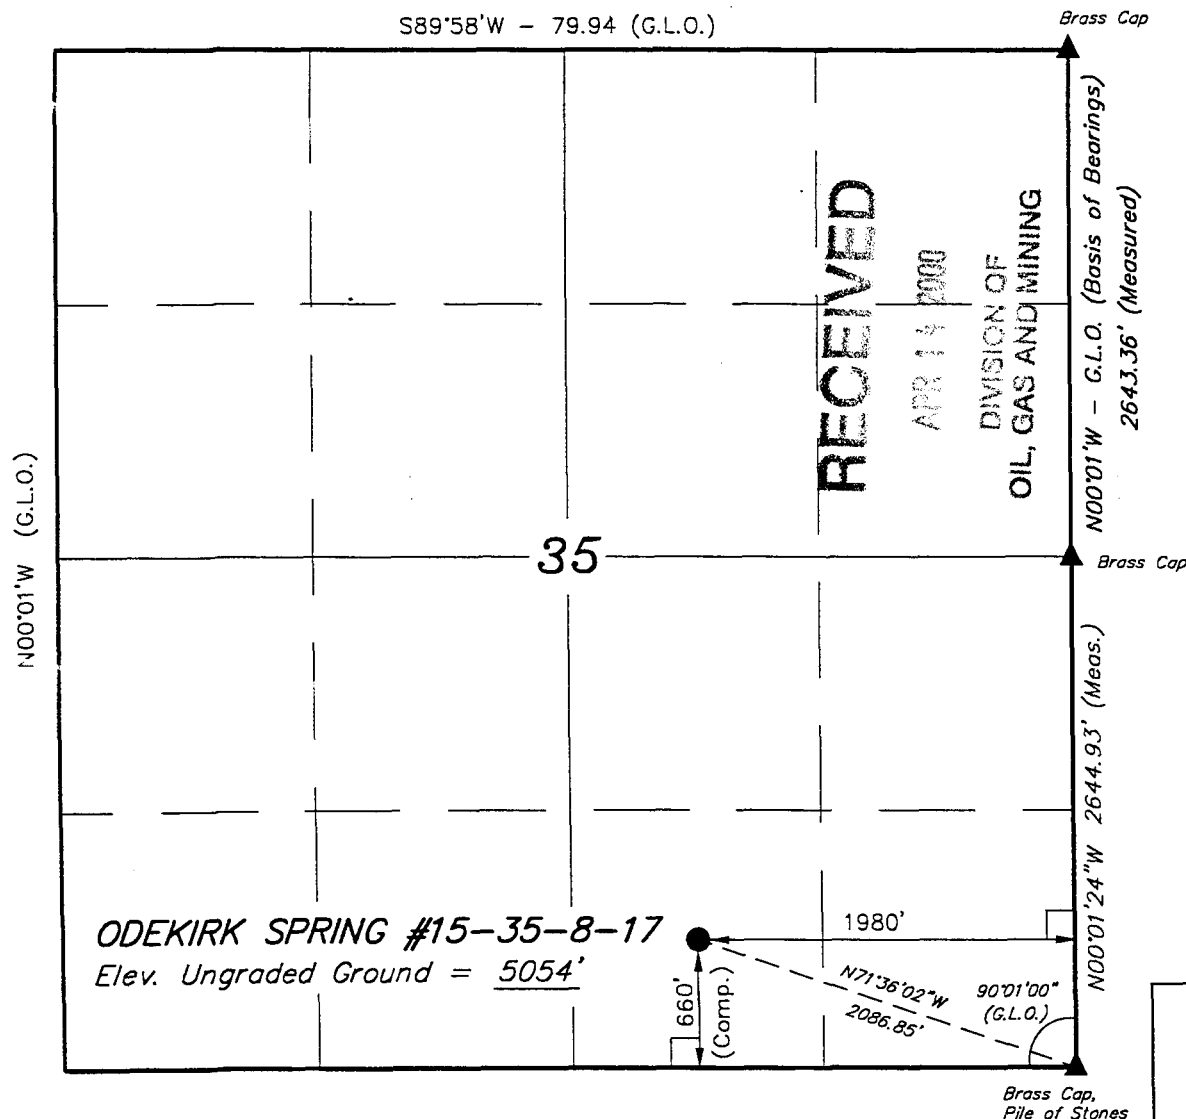 S89°58'W - 79.94 (G.L.O.)
Brass Cap
N00°01'W - G.L.O. (Basis of Bearings)
2643.36' (Measured)
RECEIVED
APR 14 2000
DIVISION OF
OIL, GAS AND MINING
N00°01'W (G.L.O.)
35
Brass Cap
N00°01'24"W 2644.93' (Meas.)
ODEKIRK SPRING #15-35-8-17
Elev. Ungraded Ground = 5054'
1980'
660'
(Comp.)
N71°36'02"W
2086.85'
90°01'00"
(G.L.O.)
Brass Cap,
Pile of Stones